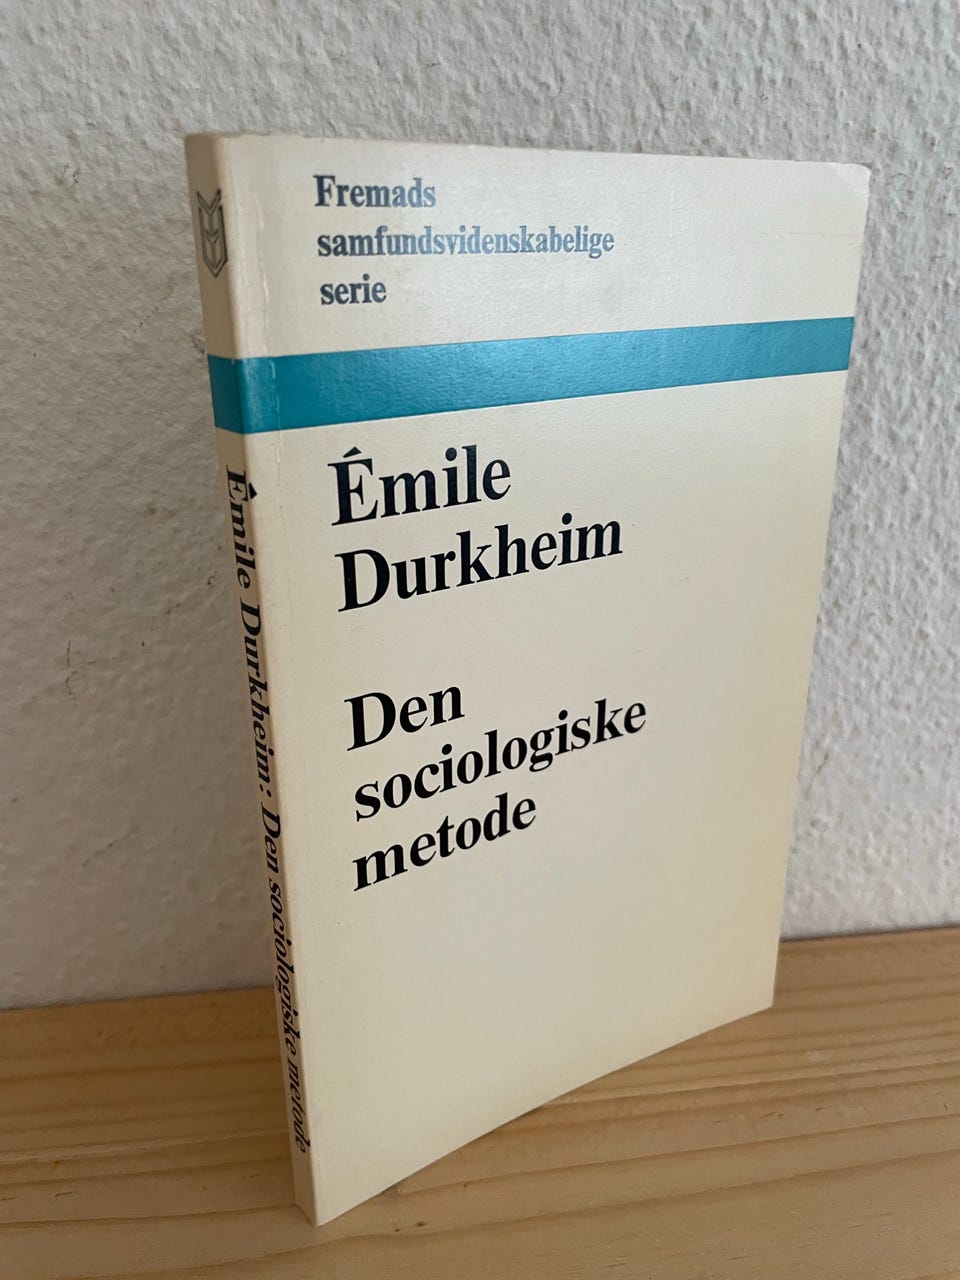 Fremads
samfundsvidenskabelige
serie
Émile
Durkheim
Den
sociologiske
metode
Émile Durkheim: Den sociologiske metode